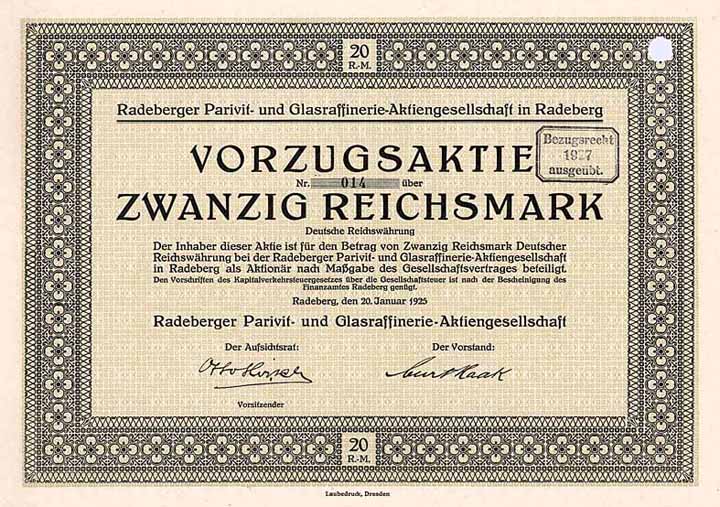 20
R.-M.
Radeberger Parivit- und Glasraffinerie-Aktiengesellschaft in Radeberg
VORZUGSAKTIE
Bezugsrecht
1927
ausgeübt.
Nr. 014 über
ZWANZIG REICHSMARK
Deutsche Reichswährung
Der Inhaber dieser Aktie ist für den Betrag von Zwanzig Reichsmark Deutscher
Reichswährung bei der Radeberger Parivit- und Glasraffinerie-Aktiengesellschaft
in Radeberg als Aktionär nach Maßgabe des Gesellschaftsvertrages beteiligt.
Den Vorschriften des Kapitalverkehrsteuergesetzes über die Gesellschaftsteuer ist nach der Bescheinigung des
Finanzamtes Radeberg genügt.
Radeberg, den 20. Januar 1925
Radeberger Parivit- und Glasraffinerie-Aktiengesellschaft
Der Aufsichtsrat: Der Vorstand:
Otto Curt Haak
Vorsitzender
20
R.-M.
Laubedruck, Dresden